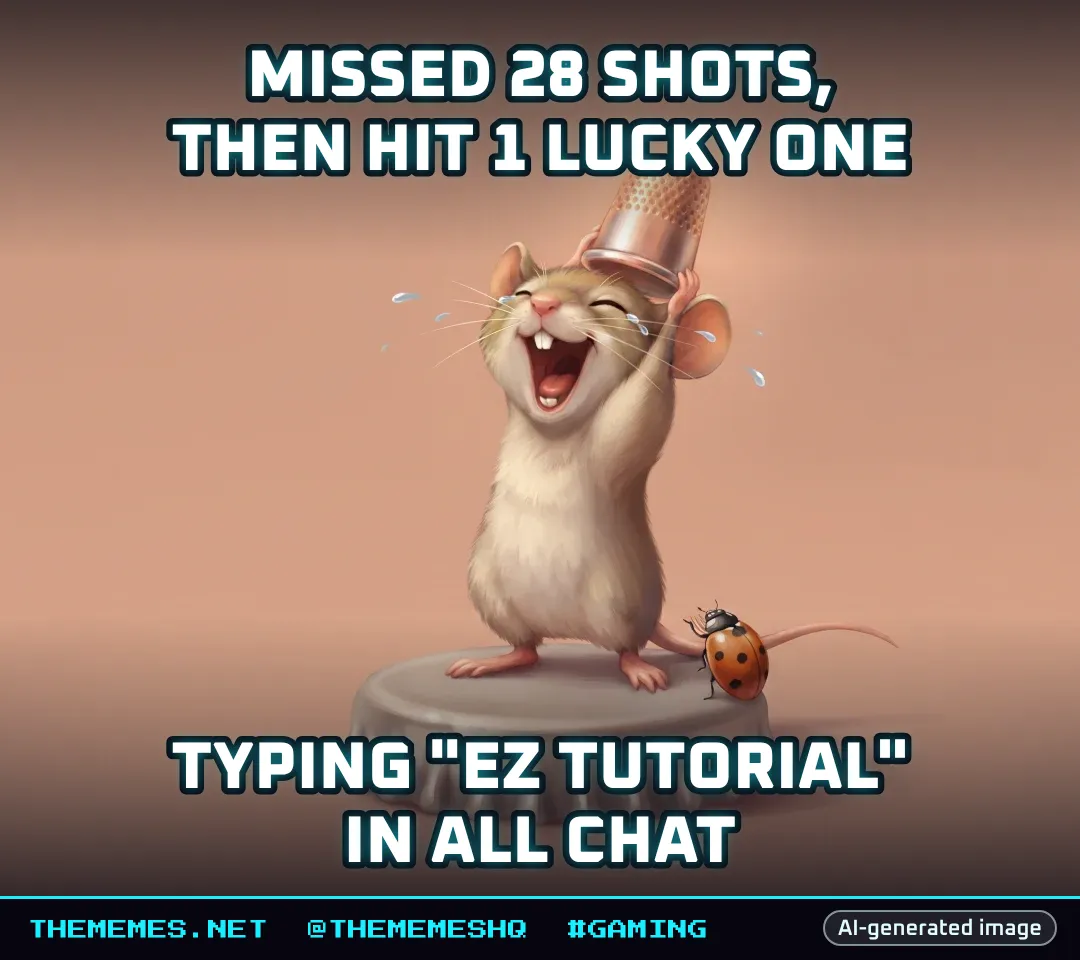 MISSED 28 SHOTS,
THEN HIT 1 LUCKY ONE
TYPING "EZ TUTORIAL"
IN ALL CHAT
THEMEMES.NET @THEMEMESHQ #GAMING AI-generated image